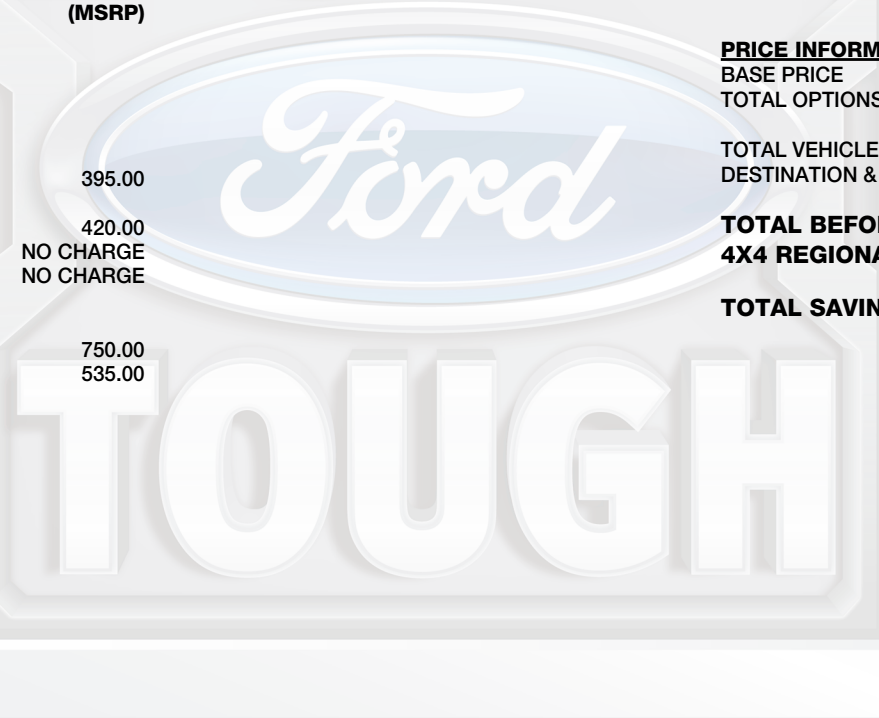 (MSRP)
395.00
420.00
NO CHARGE
NO CHARGE
750.00
535.00
PRICE INFORM
BASE PRICE
TOTAL OPTIONS
TOTAL VEHICLE
DESTINATION &
TOTAL BEFO
4X4 REGIONA
TOTAL SAVIN
Ford
TOUGH